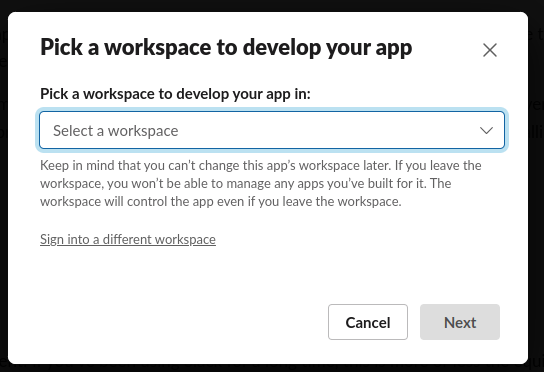 Pick a workspace to develop your app
Pick a workspace to develop your app in:
Select a workspace
Keep in mind that you can't change this app's workspace later. If you leave the
workspace, you won't be able to manage any apps you've built for it. The
workspace will control the app even if you leave the workspace.
Sign into a different workspace
Cancel
Next